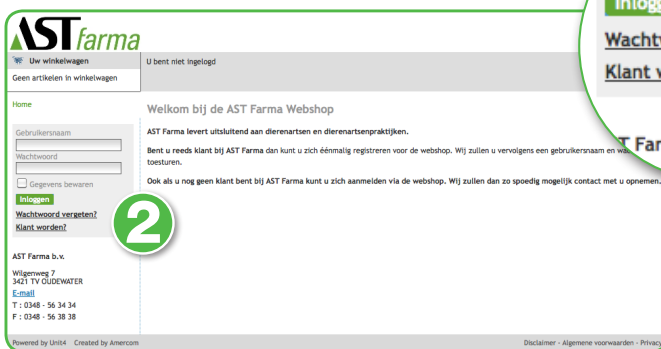 AST farma
Uw winkelwagen
Geen artikelen in winkelwagen
U bent niet ingelogd
Home
Gebruikersnaam
Wachtwoord
Gegevens bewaren
Inloggen
Wachtwoord vergeten?
Klant worden?
AST Farma b.v.
Wilgenweg 7
3421 TV OUDEWATER
E-mail
T : 0348 - 56 34 34
F : 0348 - 56 38 38
Welkom bij de AST Farma Webshop
AST Farma levert uitsluitend aan dierenartsen en dierenartsenpraktijken.
Bent u reeds klant bij AST Farma dan kunt u zich éénmalig registreren voor de webshop. Wij zullen u vervolgens een gebruikersnaam en
toesturen.
Ook als u nog geen klant bent bij AST Farma kunt u zich aanmelden via de webshop. Wij zullen dan zo spoedig mogelijk contact met u opnemen.
2
Klant
Powered by Unit4 Created by Amercom
Disclaimer - Algemene voorwaarden - Privacy